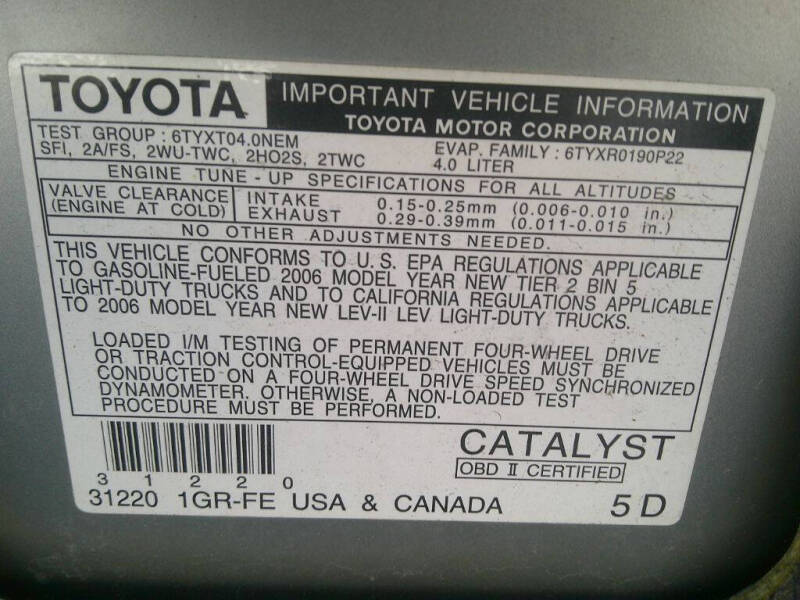 TOYOTA IMPORTANT VEHICLE INFORMATION
TOYOTA MOTOR CORPORATION
TEST GROUP : 6TYXT04.0NEM EVAP. FAMILY : 6TYXR0190P22
SFI, 2A/FS, 2WU-TWC, 2HO2S, 2TWC 4.0 LITER
ENGINE TUNE - UP SPECIFICATIONS FOR ALL ALTITUDES
VALVE CLEARANCE INTAKE 0.15-0.25mm (0.006-0.010 in.)
(ENGINE AT COLD) EXHAUST 0.29-0.39mm (0.011-0.015 in.)
NO OTHER ADJUSTMENTS NEEDED.
THIS VEHICLE CONFORMS TO U.S. EPA REGULATIONS APPLICABLE
TO GASOLINE-FUELED 2006 MODEL YEAR NEW TIER 2 BIN 5
LIGHT-DUTY TRUCKS AND TO CALIFORNIA REGULATIONS APPLICABLE
TO 2006 MODEL YEAR NEW LEV-II LEV LIGHT-DUTY TRUCKS.
LOADED I/M TESTING OF PERMANENT FOUR-WHEEL DRIVE
OR TRACTION CONTROL-EQUIPPED VEHICLES MUST BE
CONDUCTED ON A FOUR-WHEEL DRIVE SPEED SYNCHRONIZED
DYNAMOMETER. OTHERWISE, A NON-LOADED TEST
PROCEDURE MUST BE PERFORMED.
CATALYST
OBD II CERTIFIED
3 1 2 2 0
31220 1GR-FE USA & CANADA 5D